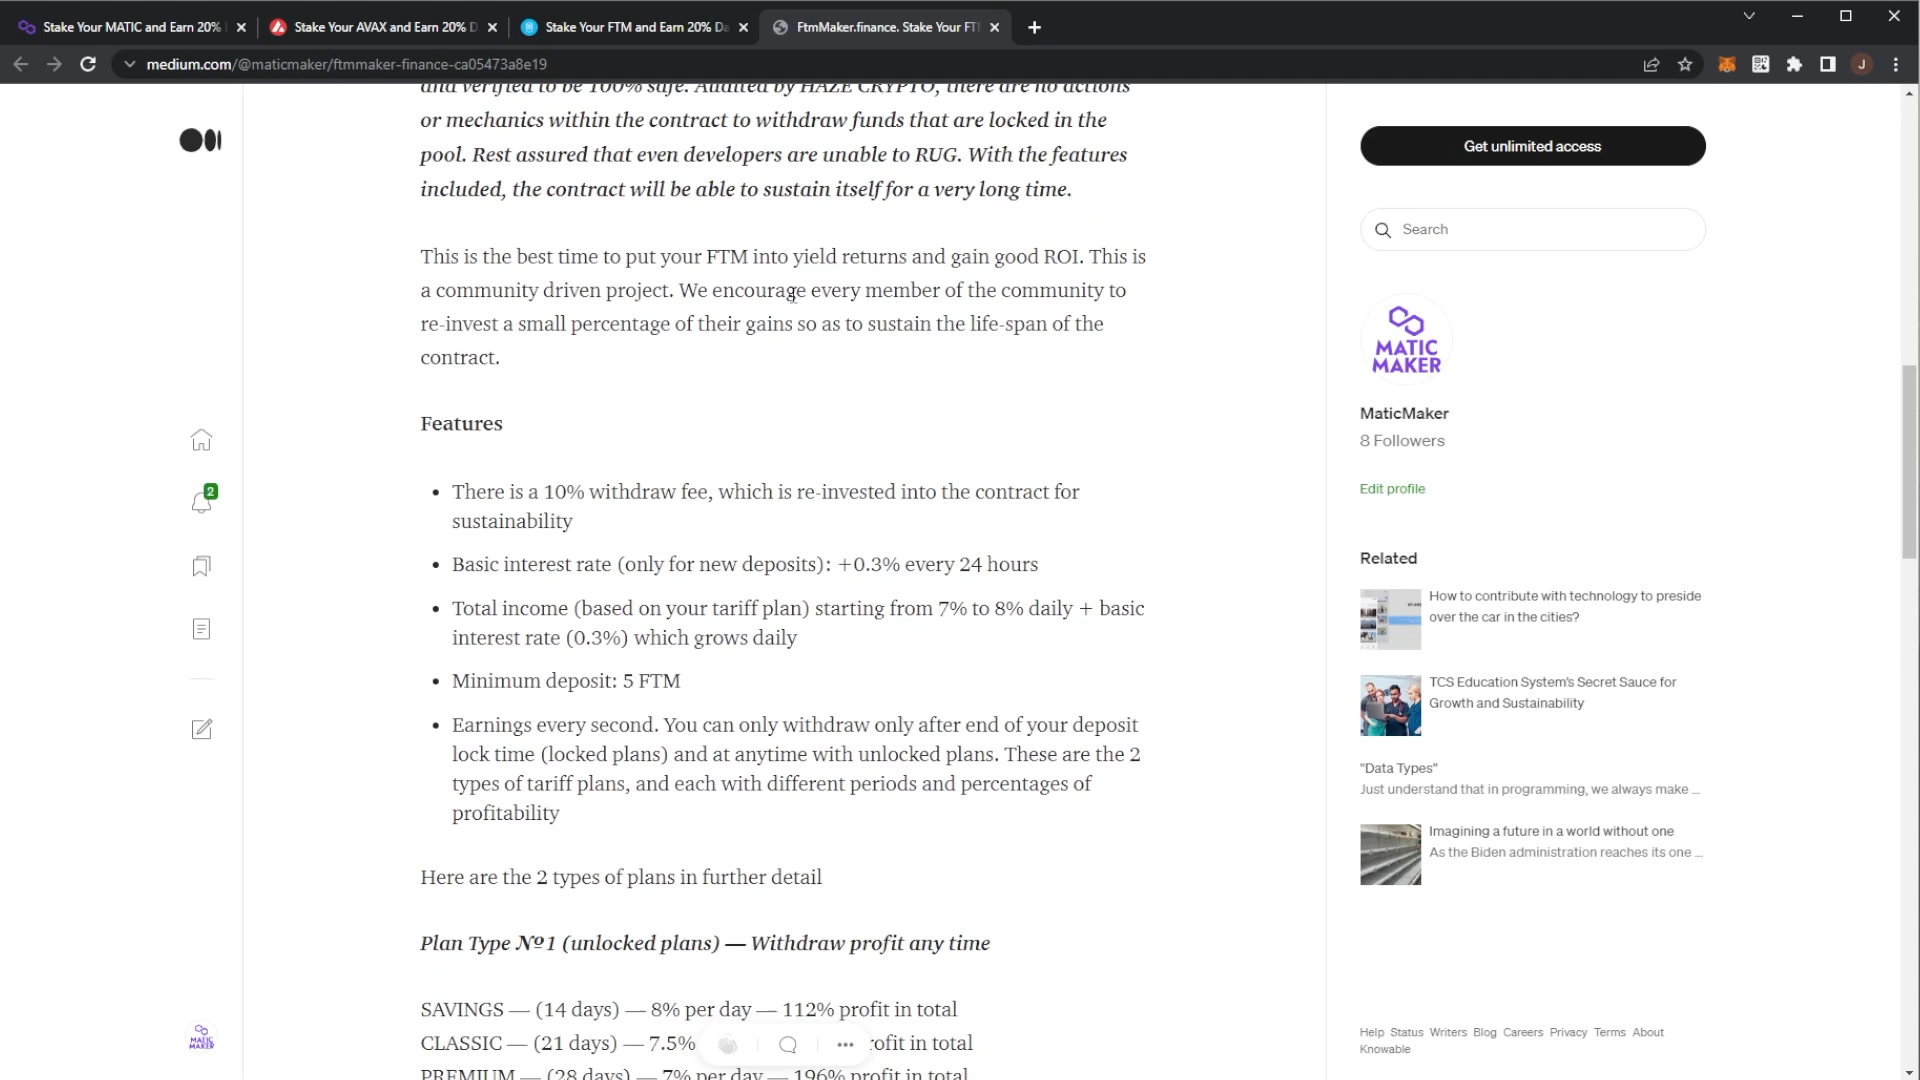 Stake Your MATIC and Earn 20%
Stake Your AVAX and Earn 20% D
Stake Your FTM and Earn 20% Da
FtmMaker.finance. Stake Your FT
medium.com/@maticmaker/ftmmaker-finance-ca05473a8e19
J
and verified to be 100% safe. Audited by HAZE CRYPTO, there are no actions
or mechanics within the contract to withdraw funds that are locked in the
pool. Rest assured that even developers are unable to RUG. With the features
included, the contract will be able to sustain itself for a very long time.
This is the best time to put your FTM into yield returns and gain good ROI. This is
a community driven project. We encourage every member of the community to
re-invest a small percentage of their gains so as to sustain the life-span of the
contract.
Features
• There is a 10% withdraw fee, which is re-invested into the contract for
sustainability
• Basic interest rate (only for new deposits): +0.3% every 24 hours
• Total income (based on your tariff plan) starting from 7% to 8% daily + basic
interest rate (0.3%) which grows daily
• Minimum deposit: 5 FTM
• Earnings every second. You can only withdraw only after end of your deposit
lock time (locked plans) and at anytime with unlocked plans. These are the 2
types of tariff plans, and each with different periods and percentages of
profitability
Here are the 2 types of plans in further detail
Plan Type №1 (unlocked plans) — Withdraw profit any time
SAVINGS — (14 days) — 8% per day — 112% profit in total
CLASSIC — (21 days) — 7.5% rofit in total
PREMIUM — (28 days) — 7% per day — 196% profit in total
2
MATIC
MAKER
Get unlimited access
Search
MATIC
MAKER
MaticMaker
8 Followers
Edit profile
Related
How to contribute with technology to preside
over the car in the cities?
TCS Education System's Secret Sauce for
Growth and Sustainability
"Data Types"
Just understand that in programming, we always make ...
Imagining a future in a world without one
As the Biden administration reaches its one ...
Help Status Writers Blog Careers Privacy Terms About
Knowable